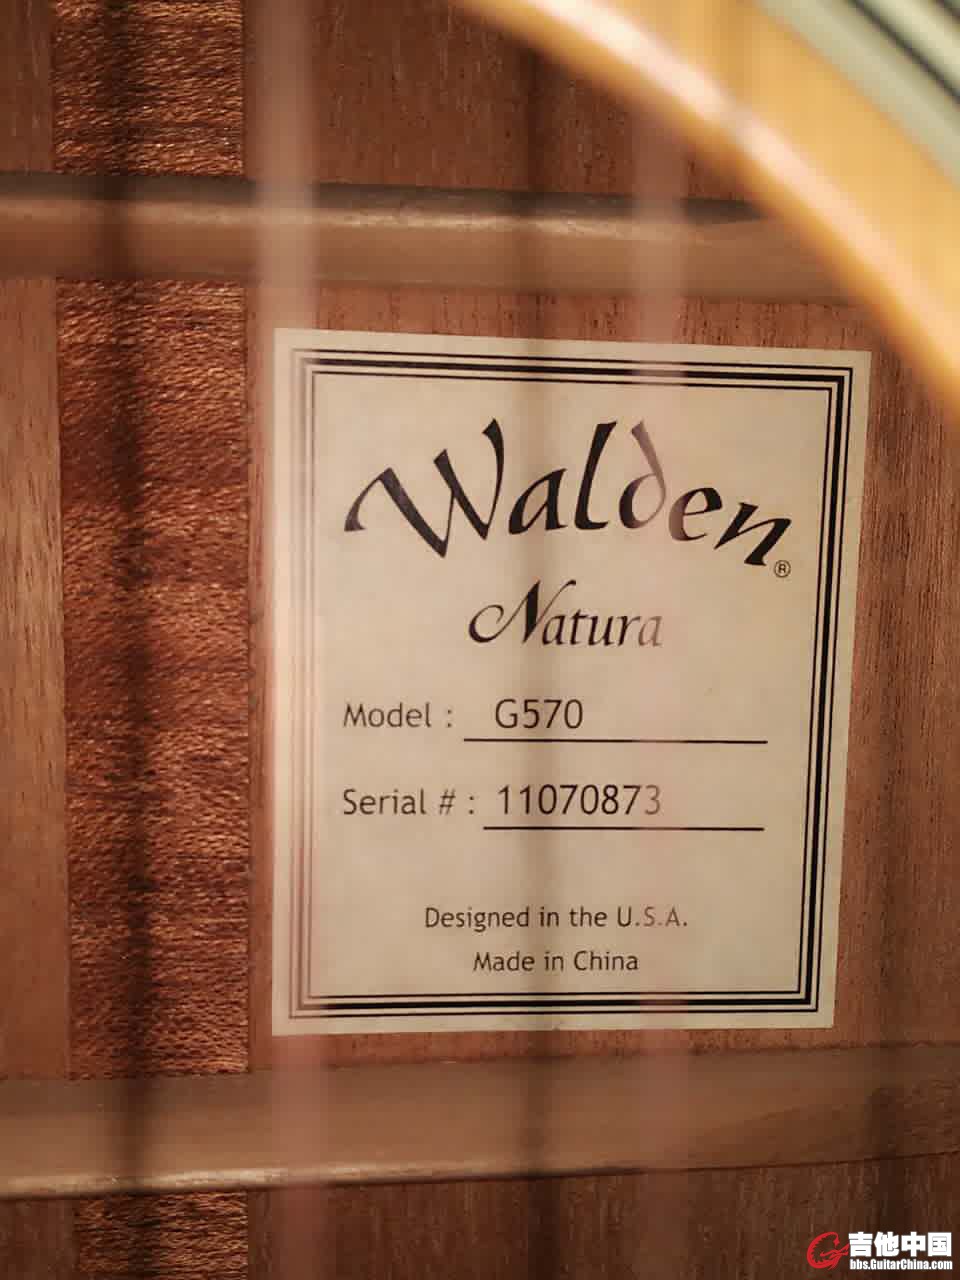 Walden®
Natura
Model : G570
Serial # : 11070873
Designed in the U.S.A.
Made in China
吉他中国
bbs.GuitarChina.com